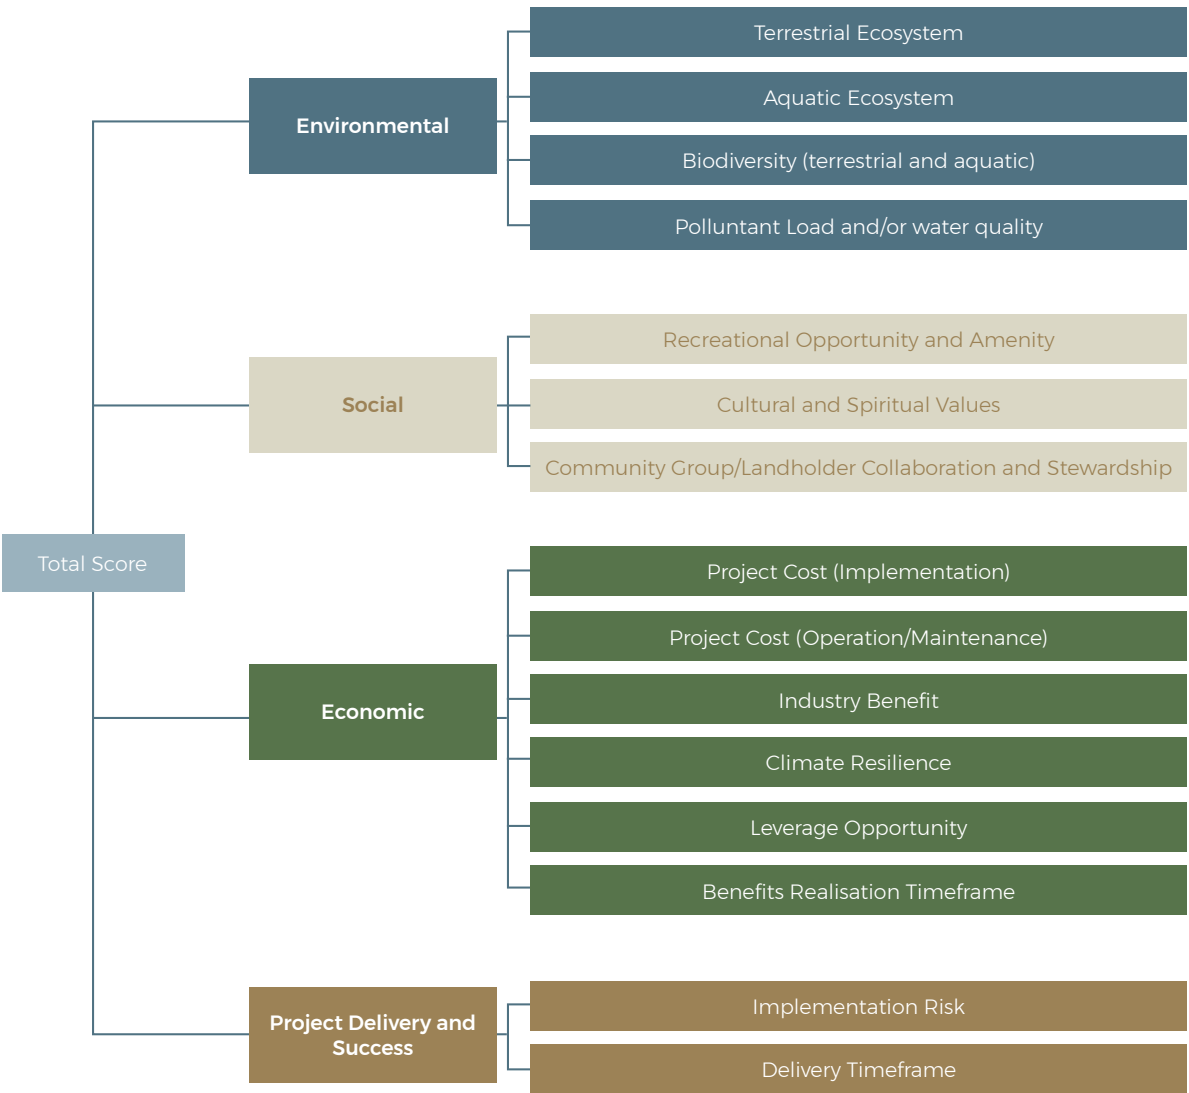 Total Score
Environmental
Terrestrial Ecosystem
Aquatic Ecosystem
Biodiversity (terrestrial and aquatic)
Polluntant Load and/or water quality
Social
Recreational Opportunity and Amenity
Cultural and Spiritual Values
Community Group/Landholder Collaboration and Stewardship
Economic
Project Cost (Implementation)
Project Cost (Operation/Maintenance)
Industry Benefit
Climate Resilience
Leverage Opportunity
Benefits Realisation Timeframe
Project Delivery and
Success
Implementation Risk
Delivery Timeframe